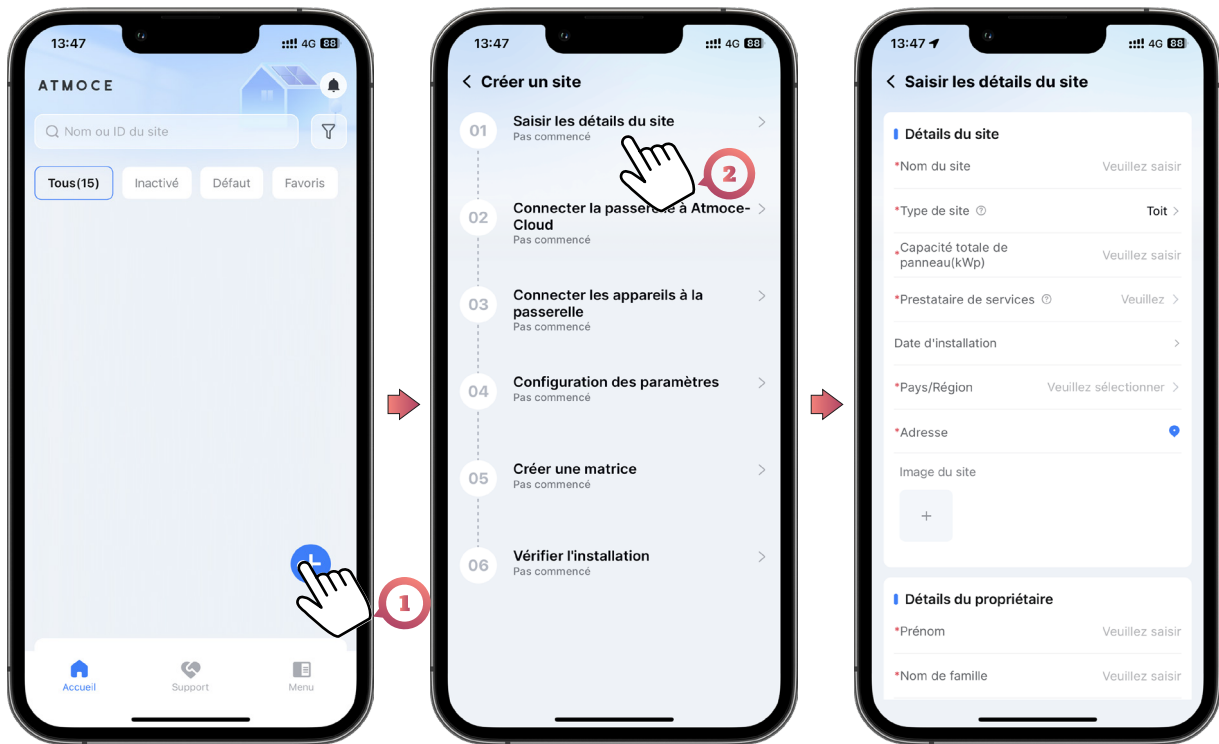 13:47
4G 88
ATMOCE
Nom ou ID du site
Tous(15)
Inactivé
Défaut
Favoris
1
Accueil
Support
Menu
13:47
4G 88
Créer un site
01
Saisir les détails du site
Pas commencé
2
02
Connecter la passerelle à Atmoce-
Cloud
Pas commencé
03
Connecter les appareils à la
passerelle
Pas commencé
04
Configuration des paramètres
Pas commencé
05
Créer une matrice
Pas commencé
06
Vérifier l'installation
Pas commencé
13:47
4G 88
Saisir les détails du site
Détails du site
*Nom du site
Veuillez saisir
*Type de site ?
Toit
*Capacité totale de
panneau(kWp)
Veuillez saisir
*Prestataire de services ?
Veuillez
Date d'installation
*Pays/Région
Veuillez sélectionner
*Adresse
Image du site
Détails du propriétaire
*Prénom
Veuillez saisir
*Nom de famille
Veuillez saisir